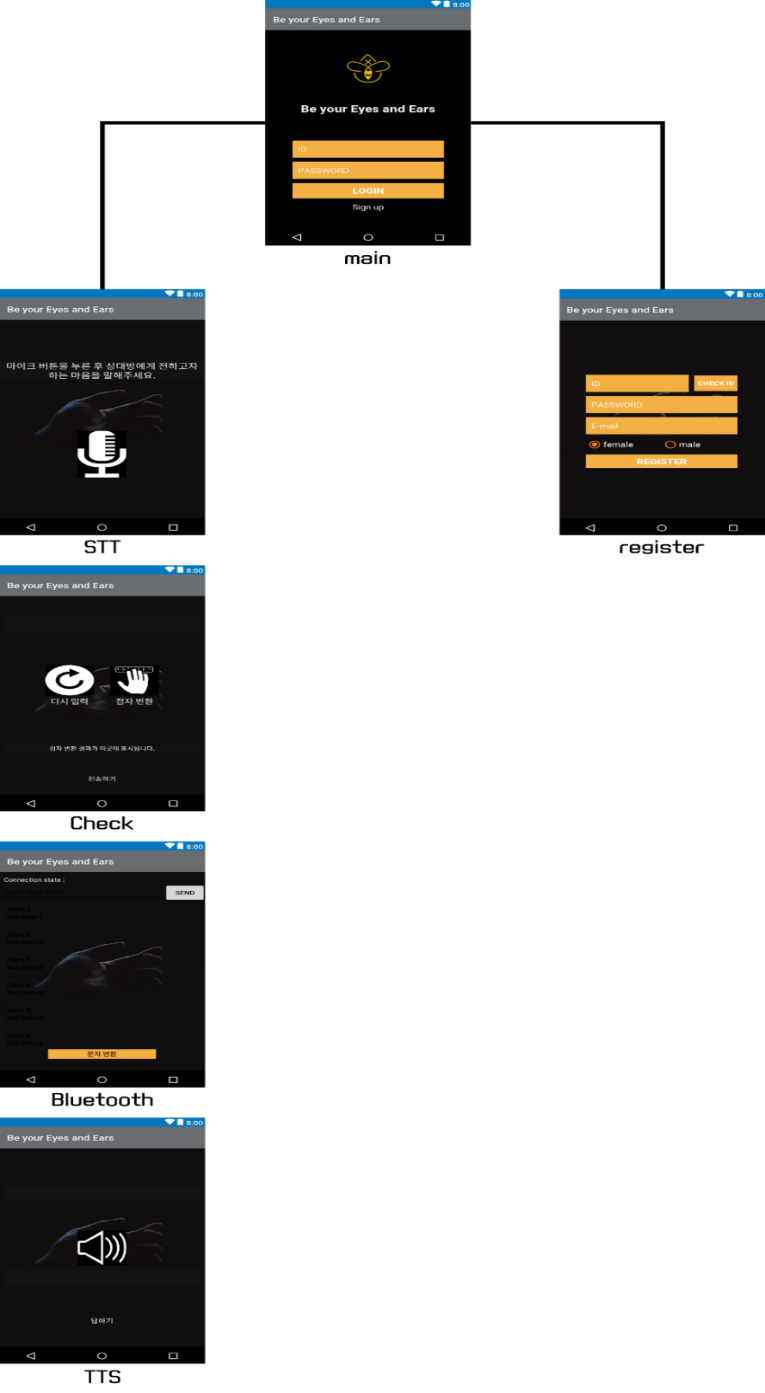 8:00
Be your Eyes and Ears
Be your Eyes and Ears
ID
PASSWORD
LOGIN
Sign up
main
8:00
Be your Eyes and Ears
마이크 버튼을 누른 후 상대방에게 전하고자
하는 마음을 말해주세요.
STT
8:00
Be your Eyes and Ears
ID
CHECK ID
PASSWORD
E-mail
female
male
REGISTER
register
8:00
Be your Eyes and Ears
다시 입력
점자 변환
점자 변환 결과가 이곳에 표시됩니다.
전송하기
Check
8:00
Be your Eyes and Ears
Connection state :
SEND
문자 변환
Bluetooth
8:00
Be your Eyes and Ears
답하기
TTS